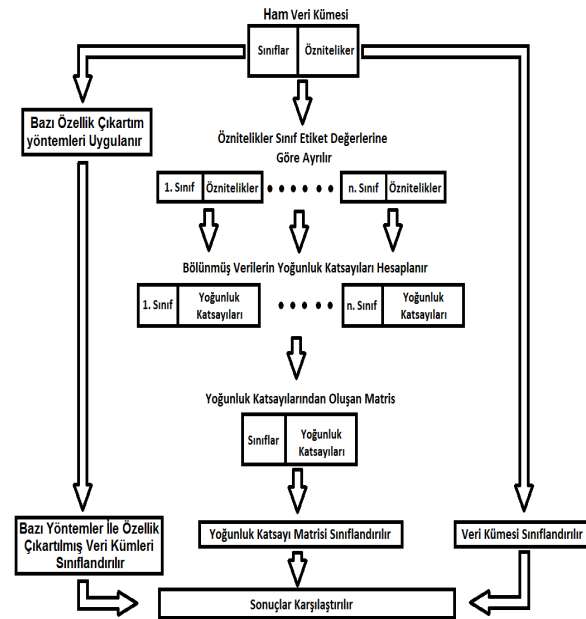 Ham Veri Kümesi
Sınıflar Özniteliker
Bazı Özellik Çıkartım
yöntemleri Uygulanır
Öznitelikler Sınıf Etiket Değerlerine
Göre Ayrılır
1. Sınıf Öznitelikler n. Sınıf Öznitelikler
Bölünmüş Verilerin Yoğunluk Katsayıları Hesaplanır
1. Sınıf Yoğunluk Katsayıları n. Sınıf Yoğunluk Katsayıları
Yoğunluk Katsayılarından Oluşan Matris
Sınıflar Yoğunluk Katsayıları
Bazı Yöntemler İle Özellik
Çıkartılmış Veri Kümleri
Sınıflandırılır
Yoğunluk Katsayı Matrisi Sınıflandırılır
Veri Kümesi Sınıflandırılır
Sonuçlar Karşılaştırılır